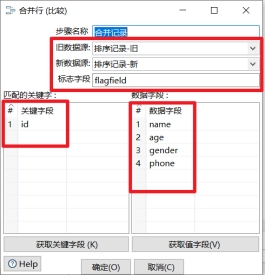 合并行 (比较)
步骤名称 合并记录
旧数据源: 排序记录-旧
新数据源: 排序记录-新
标志字段 flagfield
匹配的关键字: 数据字段:
# 关键字段 # 数据字段
1 id 1 name
2 age
3 gender
4 phone
获取关键字段 (K) 获取值字段(V)
Help 确定(O) 取消(C)